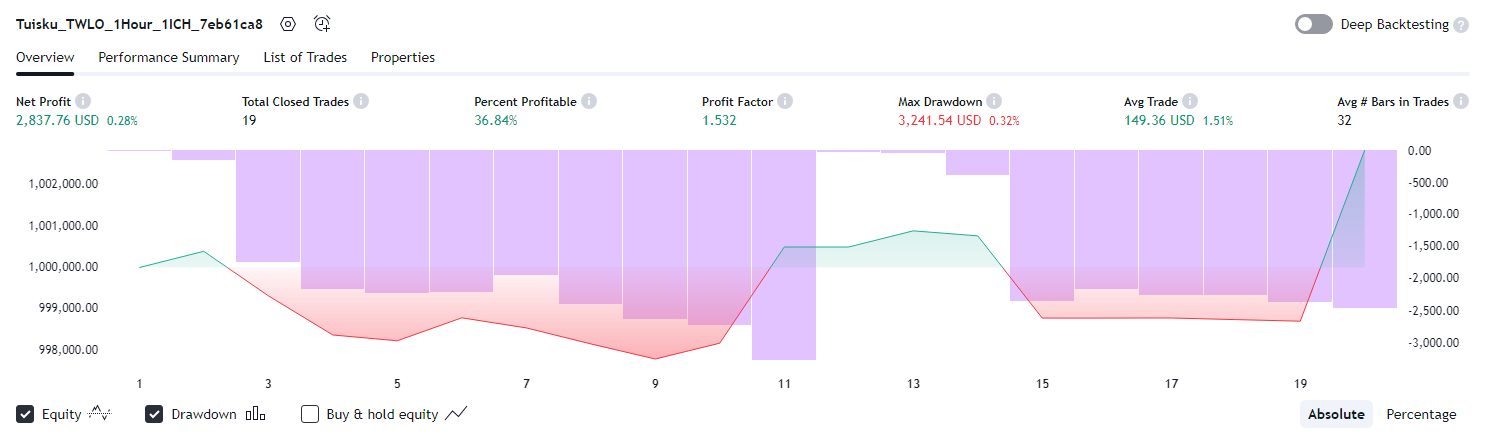 Tuisku_TWLO_1Hour_1ICH_7eb61ca8 Deep Backtesting ?
Overview Performance Summary List of Trades Properties
Net Profit Total Closed Trades Percent Profitable Profit Factor Max Drawdown Avg Trade Avg # Bars in Trades
2,837.76 USD 0.28% 19 36.84% 1.532 3,241.54 USD 0.32% 149.36 USD 1.51% 32
0.00
1,002,000.00 -500.00
-1,000.00
1,001,000.00
-1,500.00
1,000,000.00
-2,000.00
999,000.00 -2,500.00
998,000.00 -3,000.00
1 3 5 7 9 11 13 15 17 19
Equity Drawdown Buy & hold equity Absolute Percentage